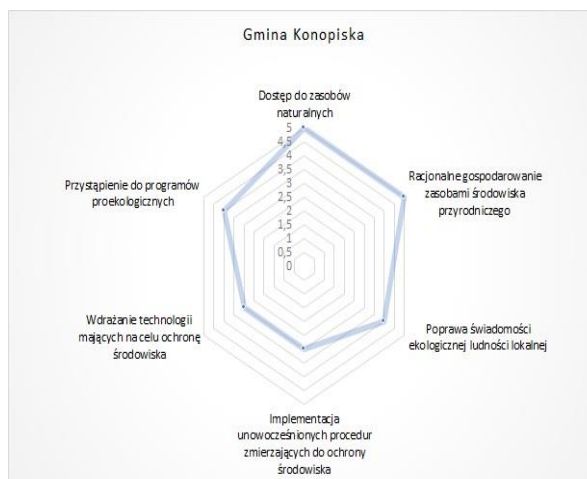 Gmina Konopiska
Dostęp do zasobów
naturalnych
5
4,5
4
3,5
3
2,5
2
1,5
1
0,5
0
Racjonalne gospodarowanie
zasobami środowiska
przyrodniczego
Poprawa świadomości
ekologicznej ludności lokalnej
Implementacja
unowocześnionych procedur
zmierzających do ochrony
środowiska
Wdrażanie technologii
mających na celu ochronę
środowiska
Przystąpienie do programów
proekologicznych